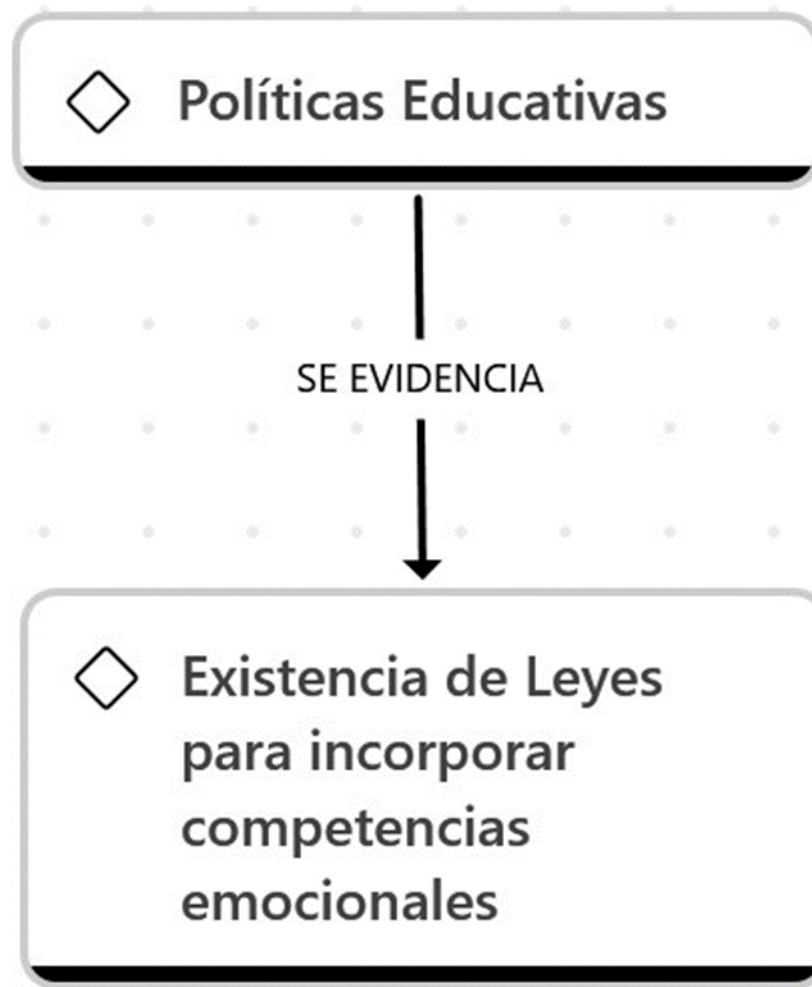 Políticas Educativas
SE EVIDENCIA
Existencia de Leyes
para incorporar
competencias
emocionales